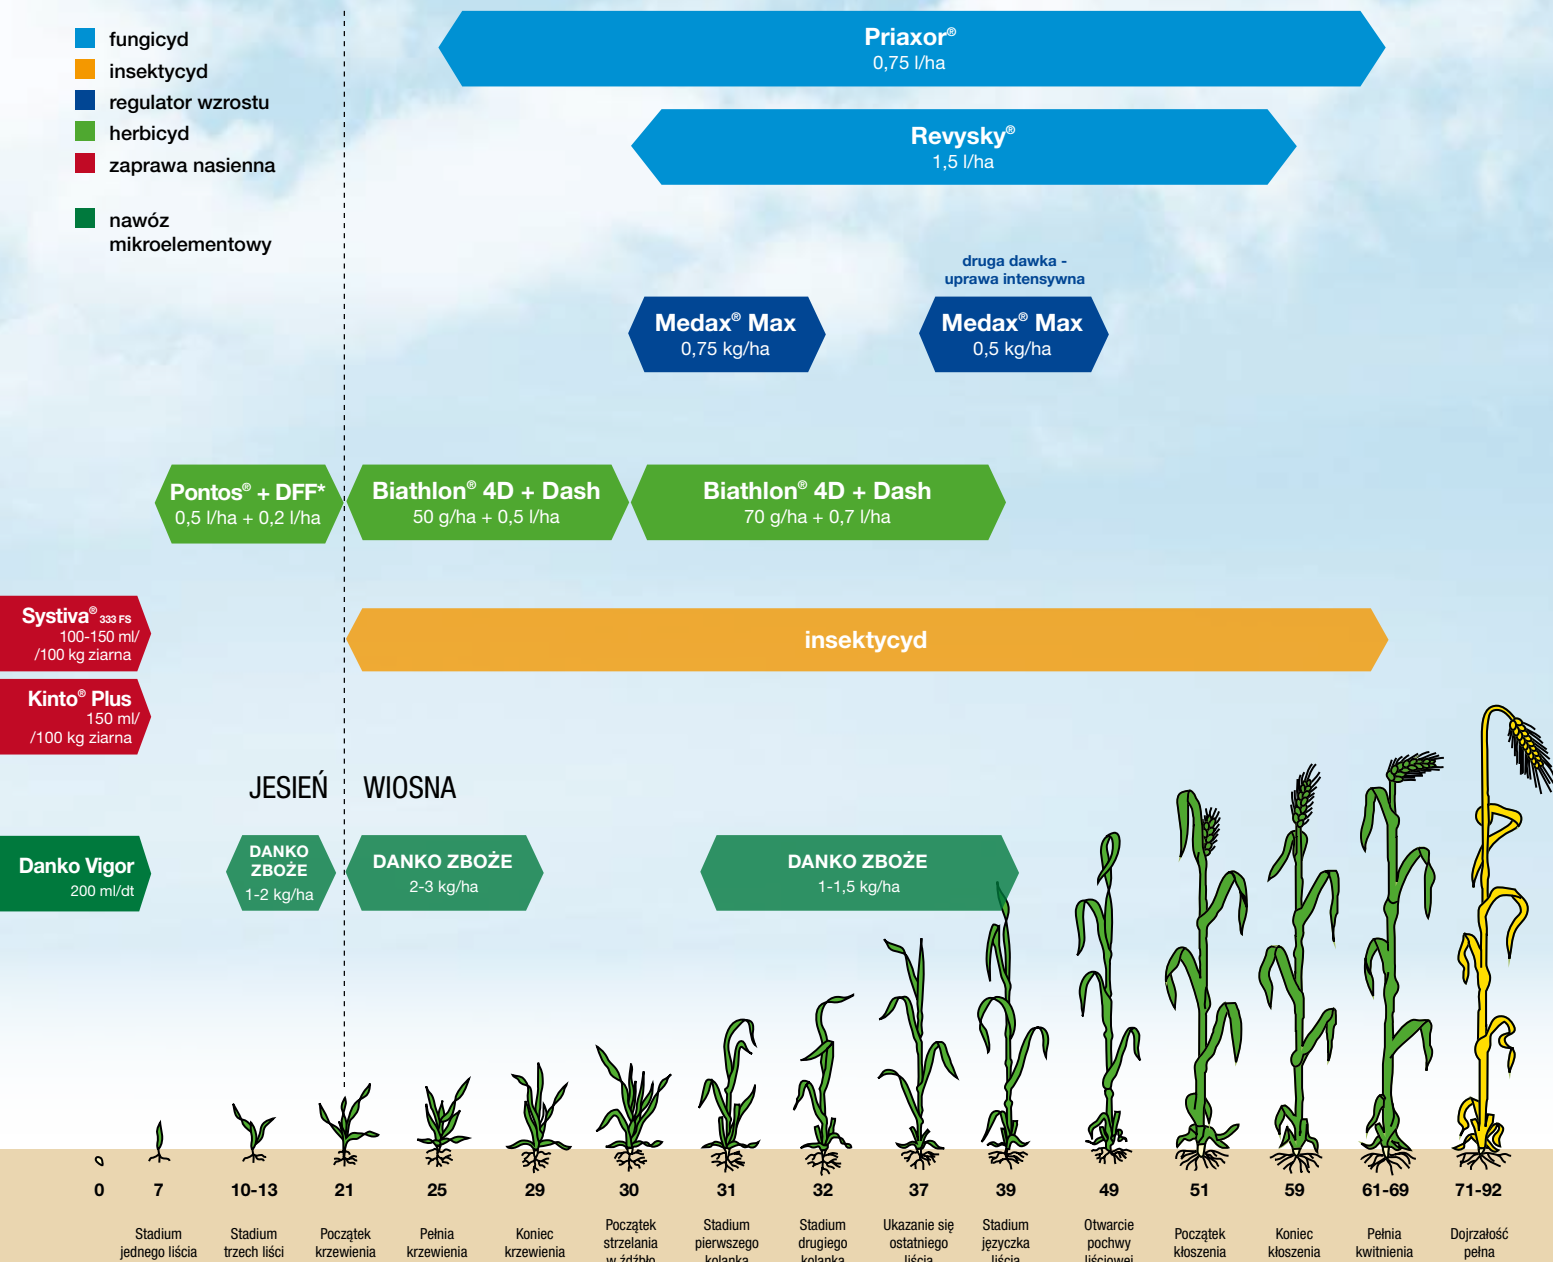 fungicyd
insektycyd
regulator wzrostu
herbicyd
zaprawa nasienna
nawóz
mikroelementowy
Priaxor®
0,75 l/ha
Revysky®
1,5 l/ha
druga dawka -
uprawa intensywna
Medax® Max
0,75 kg/ha
Medax® Max
0,5 kg/ha
Pontos® + DFF*
0,5 l/ha + 0,2 l/ha
Biathlon® 4D + Dash
50 g/ha + 0,5 l/ha
Biathlon® 4D + Dash
70 g/ha + 0,7 l/ha
Systiva® 333 FS
100-150 ml/
/100 kg ziarna
insektycyd
Kinto® Plus
150 ml/
/100 kg ziarna
JESIEŃ WIOSNA
Danko Vigor
200 ml/dt
DANKO
ZBOŻE
1-2 kg/ha
DANKO ZBOŻE
2-3 kg/ha
DANKO ZBOŻE
1-1,5 kg/ha
0 7 10-13 21 25 29 30 31 32 37 39 49 51 59 61-69 71-92
Stadium
jednego liścia
Stadium
trzech liści
Początek
krzewienia
Pełnia
krzewienia
Koniec
krzewienia
Początek
strzelania
w źdźbło
Stadium
pierwszego
kolanka
Stadium
drugiego
kolanka
Ukazanie się
ostatniego
liścia
Stadium
języczka
liścia
Otwarcie
pochwy
liściowej
Początek
kłoszenia
Koniec
kłoszenia
Pełnia
kwitnienia
Dojrzałość
pełna